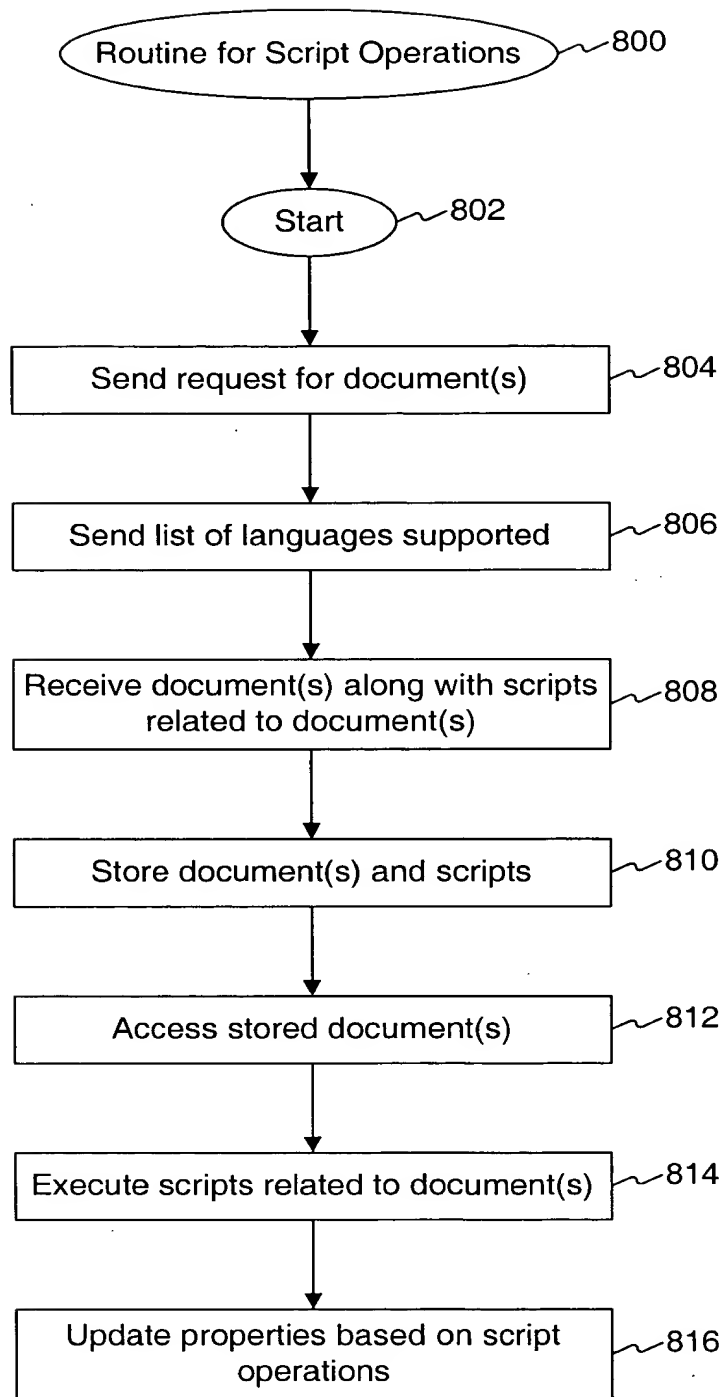 Routine for Script Operations
800
Start
802
Send request for document(s)
804
Send list of languages supported
806
Receive document(s) along with scripts
related to document(s)
808
Store document(s) and scripts
810
Access stored document(s)
812
Execute scripts related to document(s)
814
Update properties based on script
operations
816